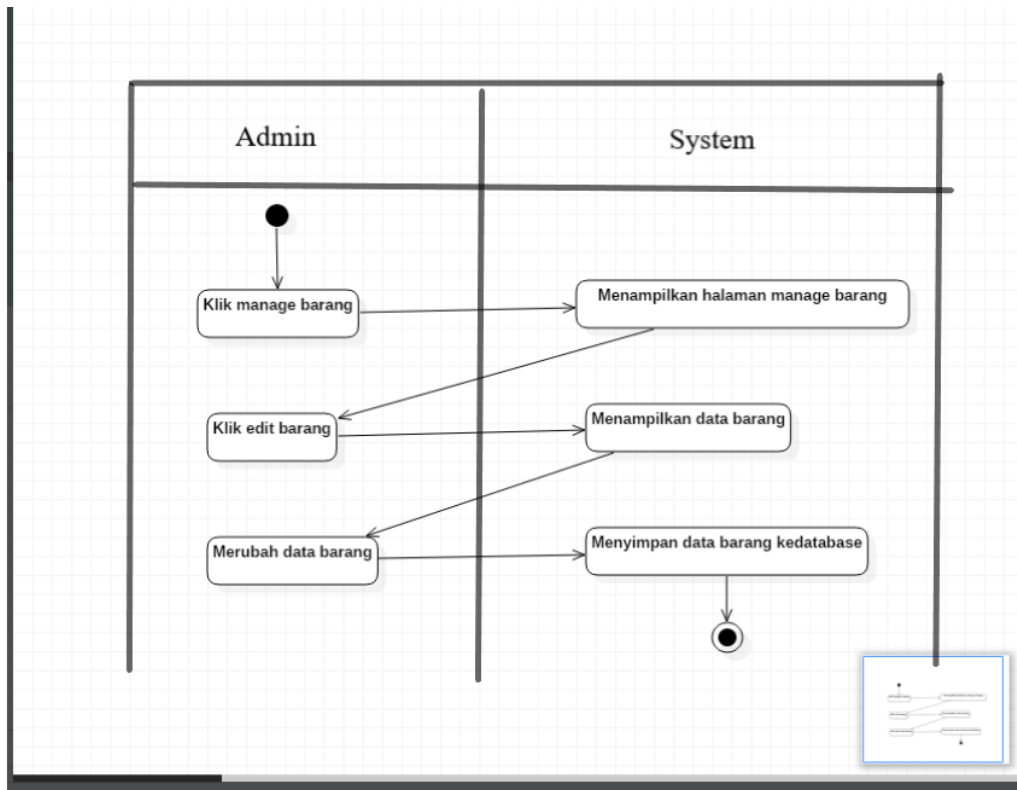 Admin
System
Klik manage barang
Menampilkan halaman manage barang
Klik edit barang
Menampilkan data barang
Merubah data barang
Menyimpan data barang kedatabase